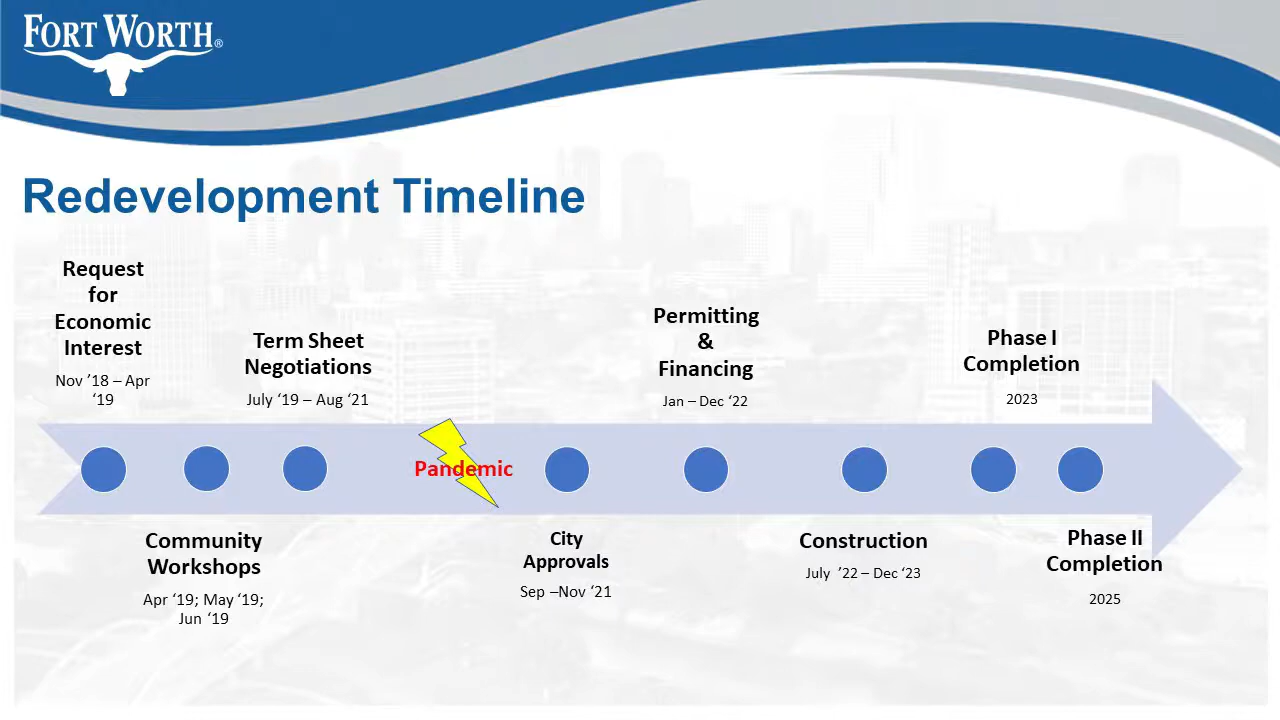 FORT WORTH®
Redevelopment Timeline
Request
for
Economic
Interest
Nov ’18 – Apr
‘19
Term Sheet
Negotiations
July ‘19 – Aug ‘21
Permitting
&
Financing
Jan – Dec ‘22
Phase I
Completion
2023
Pandemic
Community
Workshops
Apr ‘19; May ‘19;
Jun ‘19
City
Approvals
Sep –Nov ‘21
Construction
July  ’22 – Dec ‘23
Phase II
Completion
2025